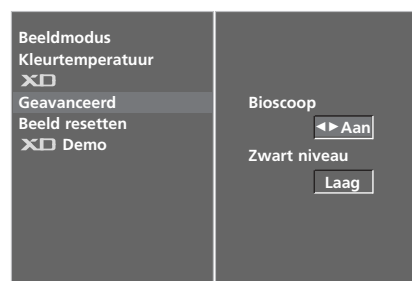 Beeldmodus
Kleurtemperatuur
XD
Geavanceerd
Beeld resetten
XD Demo
Bioscoop
◄► Aan
Zwart niveau
Laag